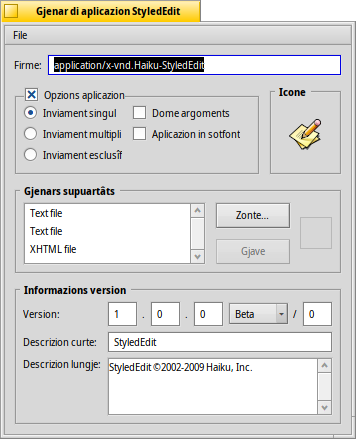 Gjenar di aplicazion StyledEdit
File
Firme: application/x-vnd.Haiku-StyledEdit
Opzions aplicazion
Inviament singul
Dome argoments
Inviament multipli
Aplicazion in sotfont
Inviament esclusîf
Icone
Gjenars supuartâts
Text file
Text file
XHTML file
Zonte...
Gjave
Informazions version
Version: 1 . 0 . 0 Beta / 0
Descrizion curte: StyledEdit
Descrizion lungje: StyledEdit ©2002-2009 Haiku, Inc.